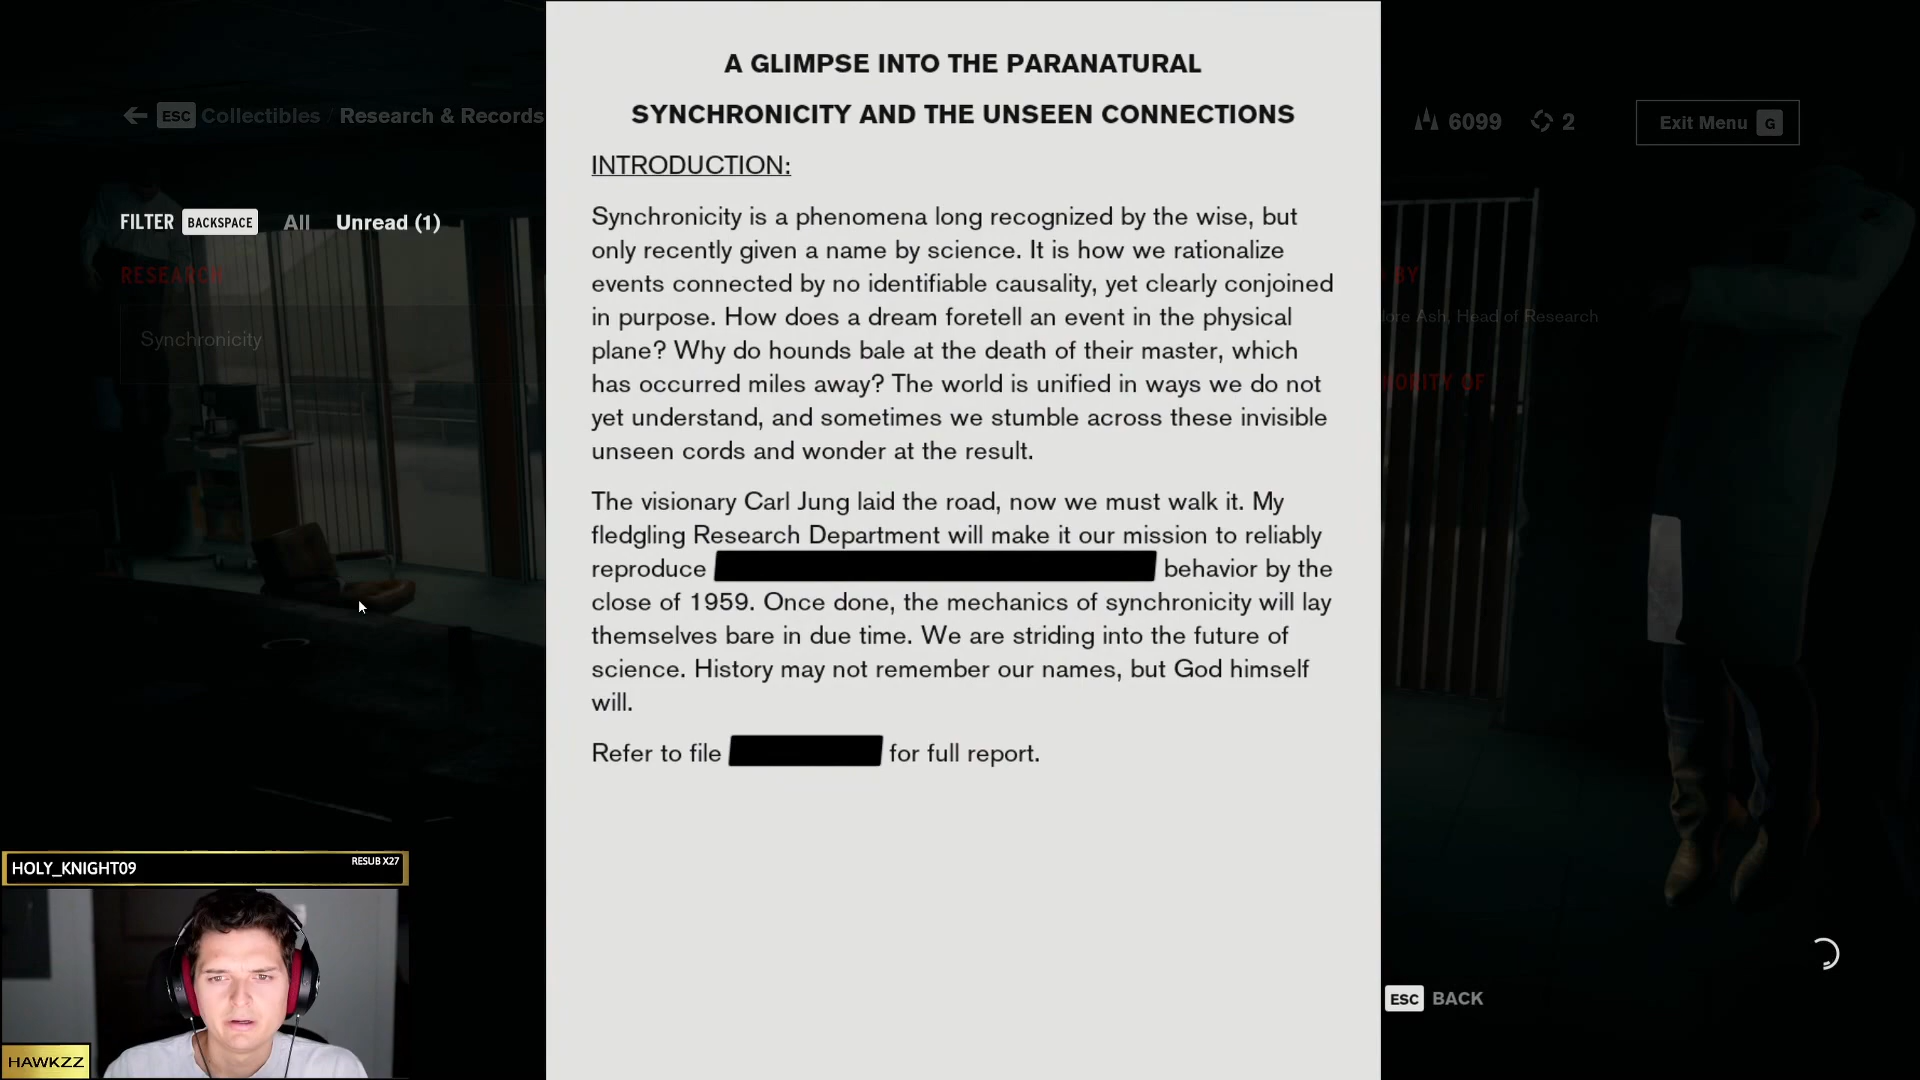 A GLIMPSE INTO THE PARANATURAL
SYNCHRONICITY AND THE UNSEEN CONNECTIONS
ESC Collectibles / Research & Records
6099 2 Exit Menu G
INTRODUCTION:
FILTER BACKSPACE All Unread (1)
RESEARCH
Synchronicity
Synchronicity is a phenomena long recognized by the wise, but
only recently given a name by science. It is how we rationalize
events connected by no identifiable causality, yet clearly conjoined
in purpose. How does a dream foretell an event in the physical
plane? Why do hounds bale at the death of their master, which
has occurred miles away? The world is unified in ways we do not
yet understand, and sometimes we stumble across these invisible
unseen cords and wonder at the result.
The visionary Carl Jung laid the road, now we must walk it. My
fledgling Research Department will make it our mission to reliably
reproduce behavior by the
close of 1959. Once done, the mechanics of synchronicity will lay
themselves bare in due time. We are striding into the future of
science. History may not remember our names, but God himself
will.
Refer to file for full report.
BY
Ash, Head of Research
OF
HOLY_KNIGHT09 RESUB X27
HAWKZZ
ESC BACK